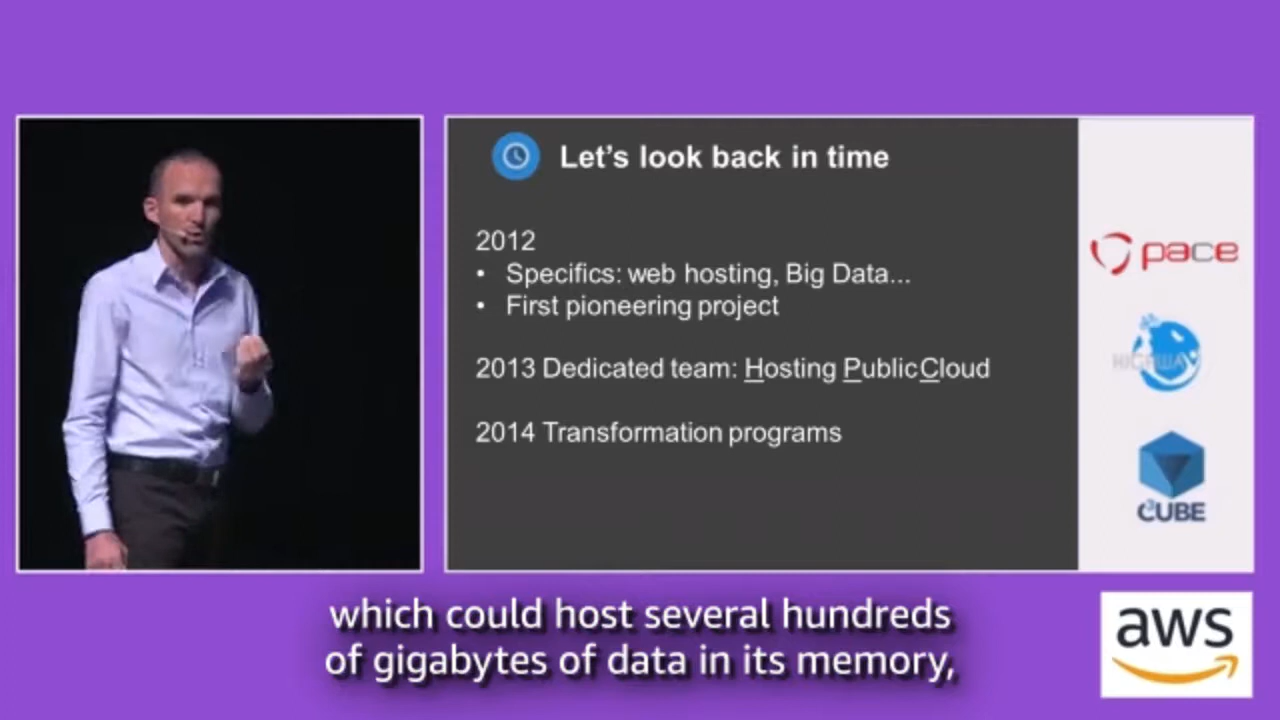 Let's look back in time
2012
• Specifics: web hosting, Big Data...
• First pioneering project
2013 Dedicated team: Hosting Public Cloud
2014 Transformation programs
pace
HIGHWAY
CUBE
which could host several hundreds
of gigabytes of data in its memory,
aws